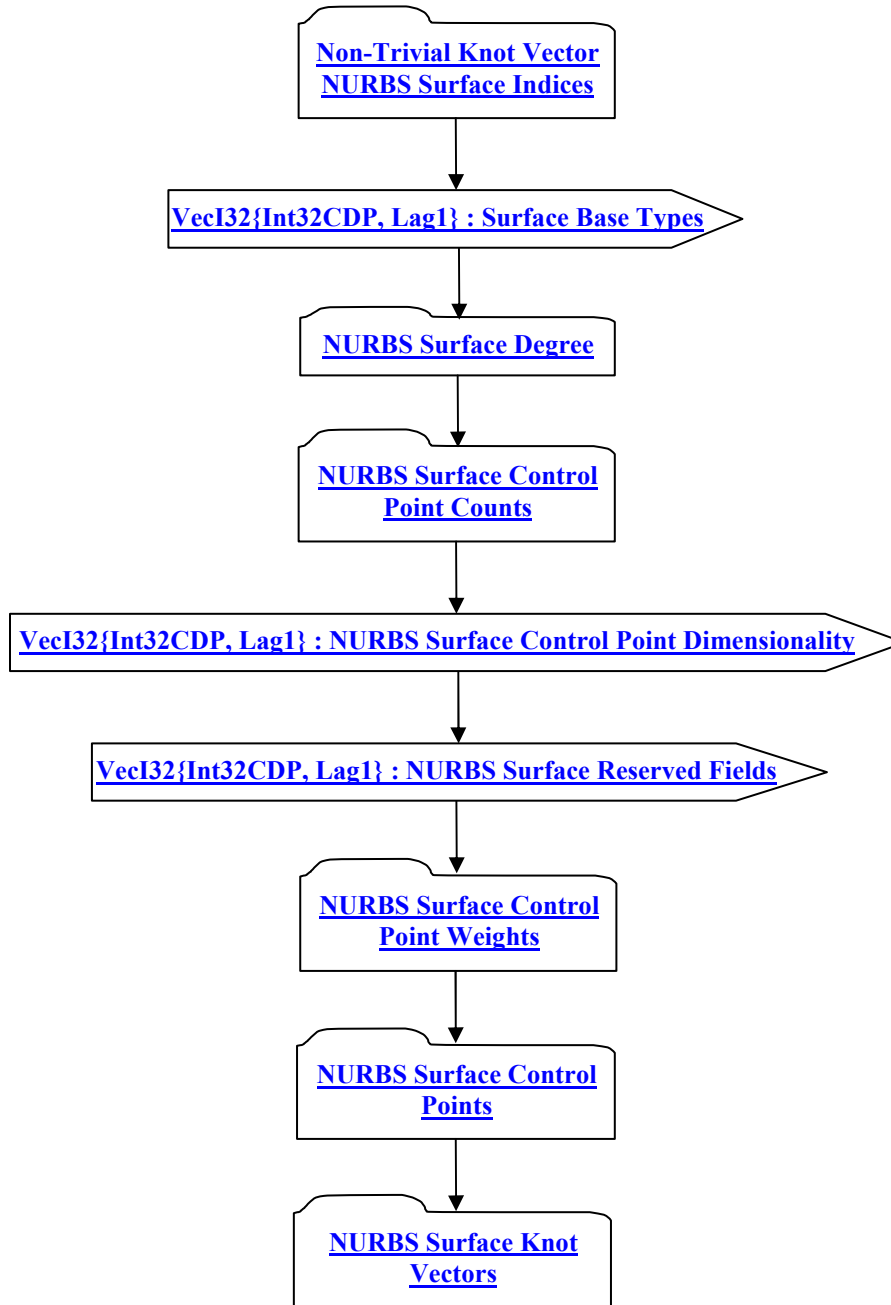 Non-Trivial Knot Vector
NURBS Surface Indices
VecI32{Int32CDP, Lag1} : Surface Base Types
NURBS Surface Degree
NURBS Surface Control
Point Counts
VecI32{Int32CDP, Lag1} : NURBS Surface Control Point Dimensionality
VecI32{Int32CDP, Lag1} : NURBS Surface Reserved Fields
NURBS Surface Control
Point Weights
NURBS Surface Control
Points
NURBS Surface Knot
Vectors